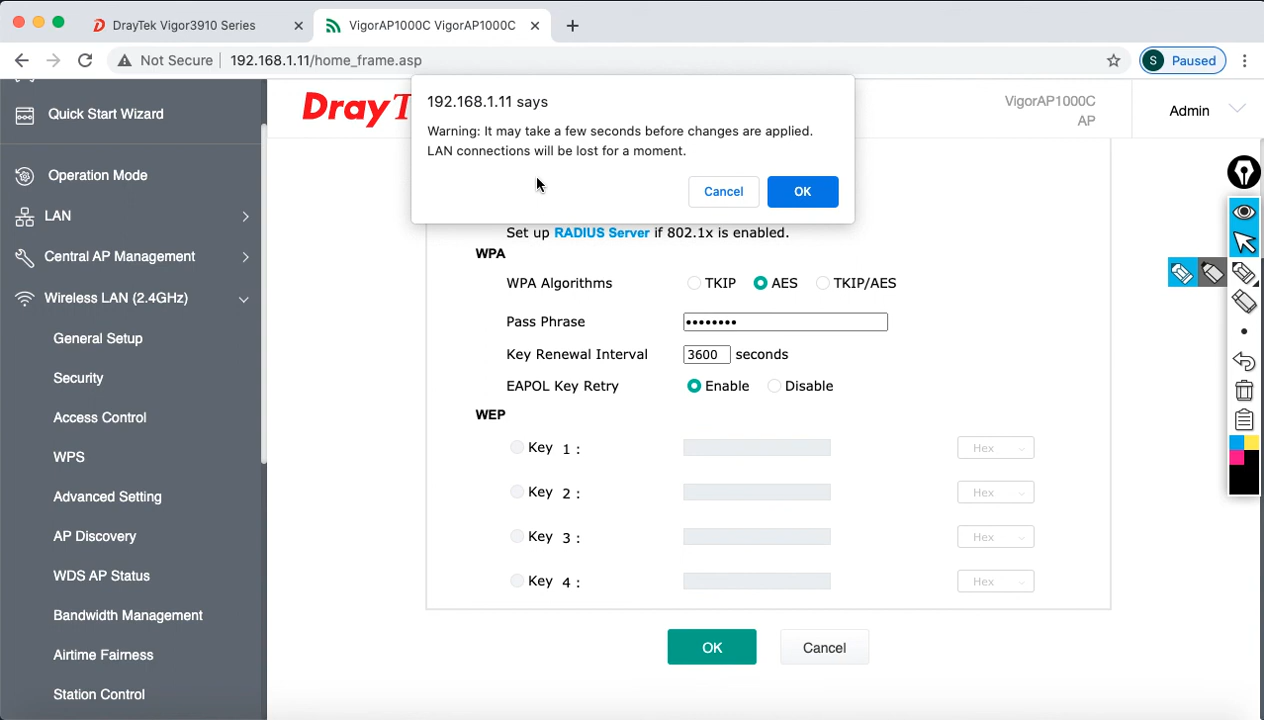 DrayTek Vigor3910 Series
VigorAP1000C VigorAP1000C
Not Secure
192.168.1.11/home_frame.asp
S
Paused
192.168.1.11 says
Warning: It may take a few seconds before changes are applied.
LAN connections will be lost for a moment.
Cancel
OK
DrayT
VigorAP1000C
AP
Admin
Quick Start Wizard
Operation Mode
LAN
Central AP Management
Wireless LAN (2.4GHz)
General Setup
Security
Access Control
WPS
Advanced Setting
AP Discovery
WDS AP Status
Bandwidth Management
Airtime Fairness
Station Control
Set up RADIUS Server if 802.1x is enabled.
WPA
WPA Algorithms TKIP AES TKIP/AES
Pass Phrase ••••••••
Key Renewal Interval 3600 seconds
EAPOL Key Retry Enable Disable
WEP
Key 1 : Hex
Key 2 : Hex
Key 3 : Hex
Key 4 : Hex
OK
Cancel